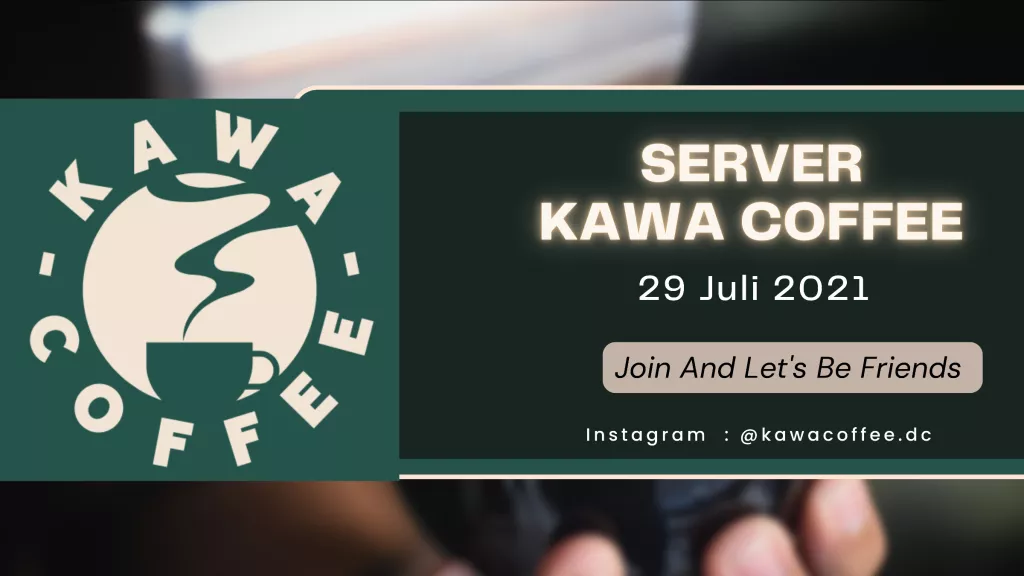 - KAWA -
COFFEE
SERVER
KAWA COFFEE
29 Juli 2021
Join And Let's Be Friends
Instagram : @kawacoffee.dc